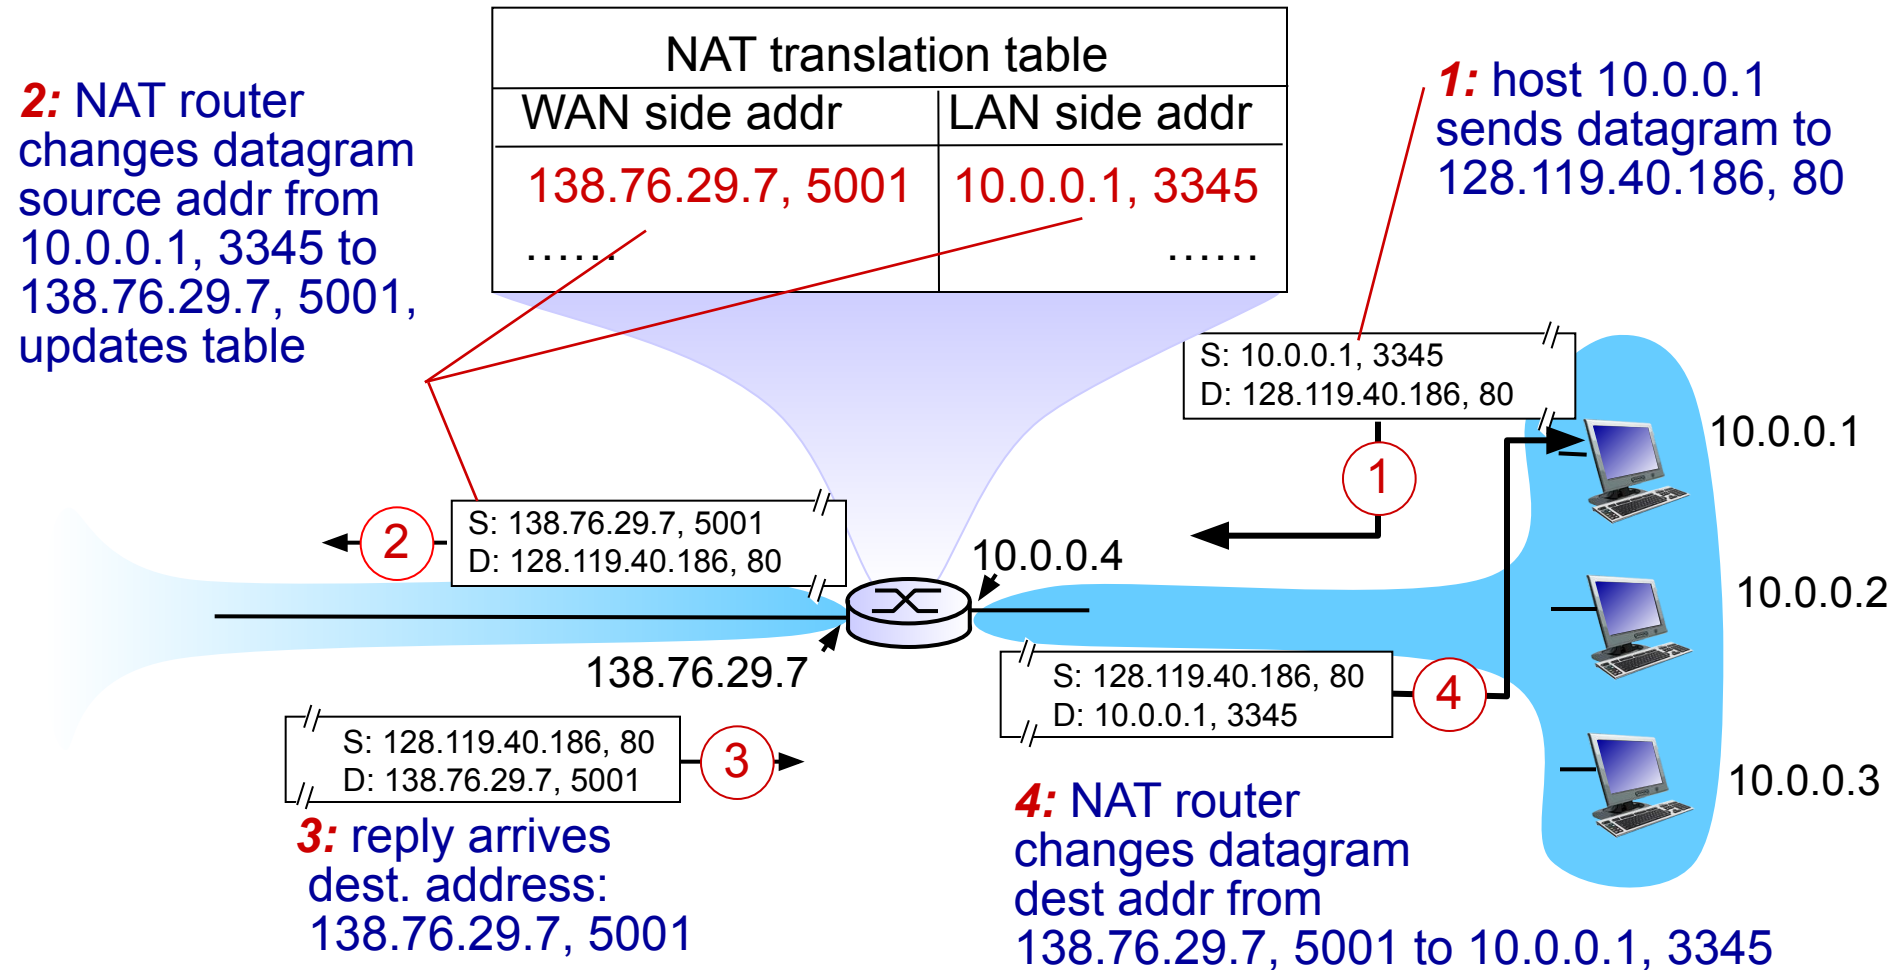 NAT translation table
WAN side addr LAN side addr
138.76.29.7, 5001 10.0.0.1, 3345
...... ......
2: NAT router
changes datagram
source addr from
10.0.0.1, 3345 to
138.76.29.7, 5001,
updates table
1: host 10.0.0.1
sends datagram to
128.119.40.186, 80
S: 10.0.0.1, 3345
D: 128.119.40.186, 80
1
10.0.0.1
S: 138.76.29.7, 5001
D: 128.119.40.186, 80
2
10.0.0.4
10.0.0.2
138.76.29.7
S: 128.119.40.186, 80
D: 10.0.0.1, 3345
4
S: 128.119.40.186, 80
D: 138.76.29.7, 5001
3
10.0.0.3
3: reply arrives
dest. address:
138.76.29.7, 5001
4: NAT router
changes datagram
dest addr from
138.76.29.7, 5001 to 10.0.0.1, 3345